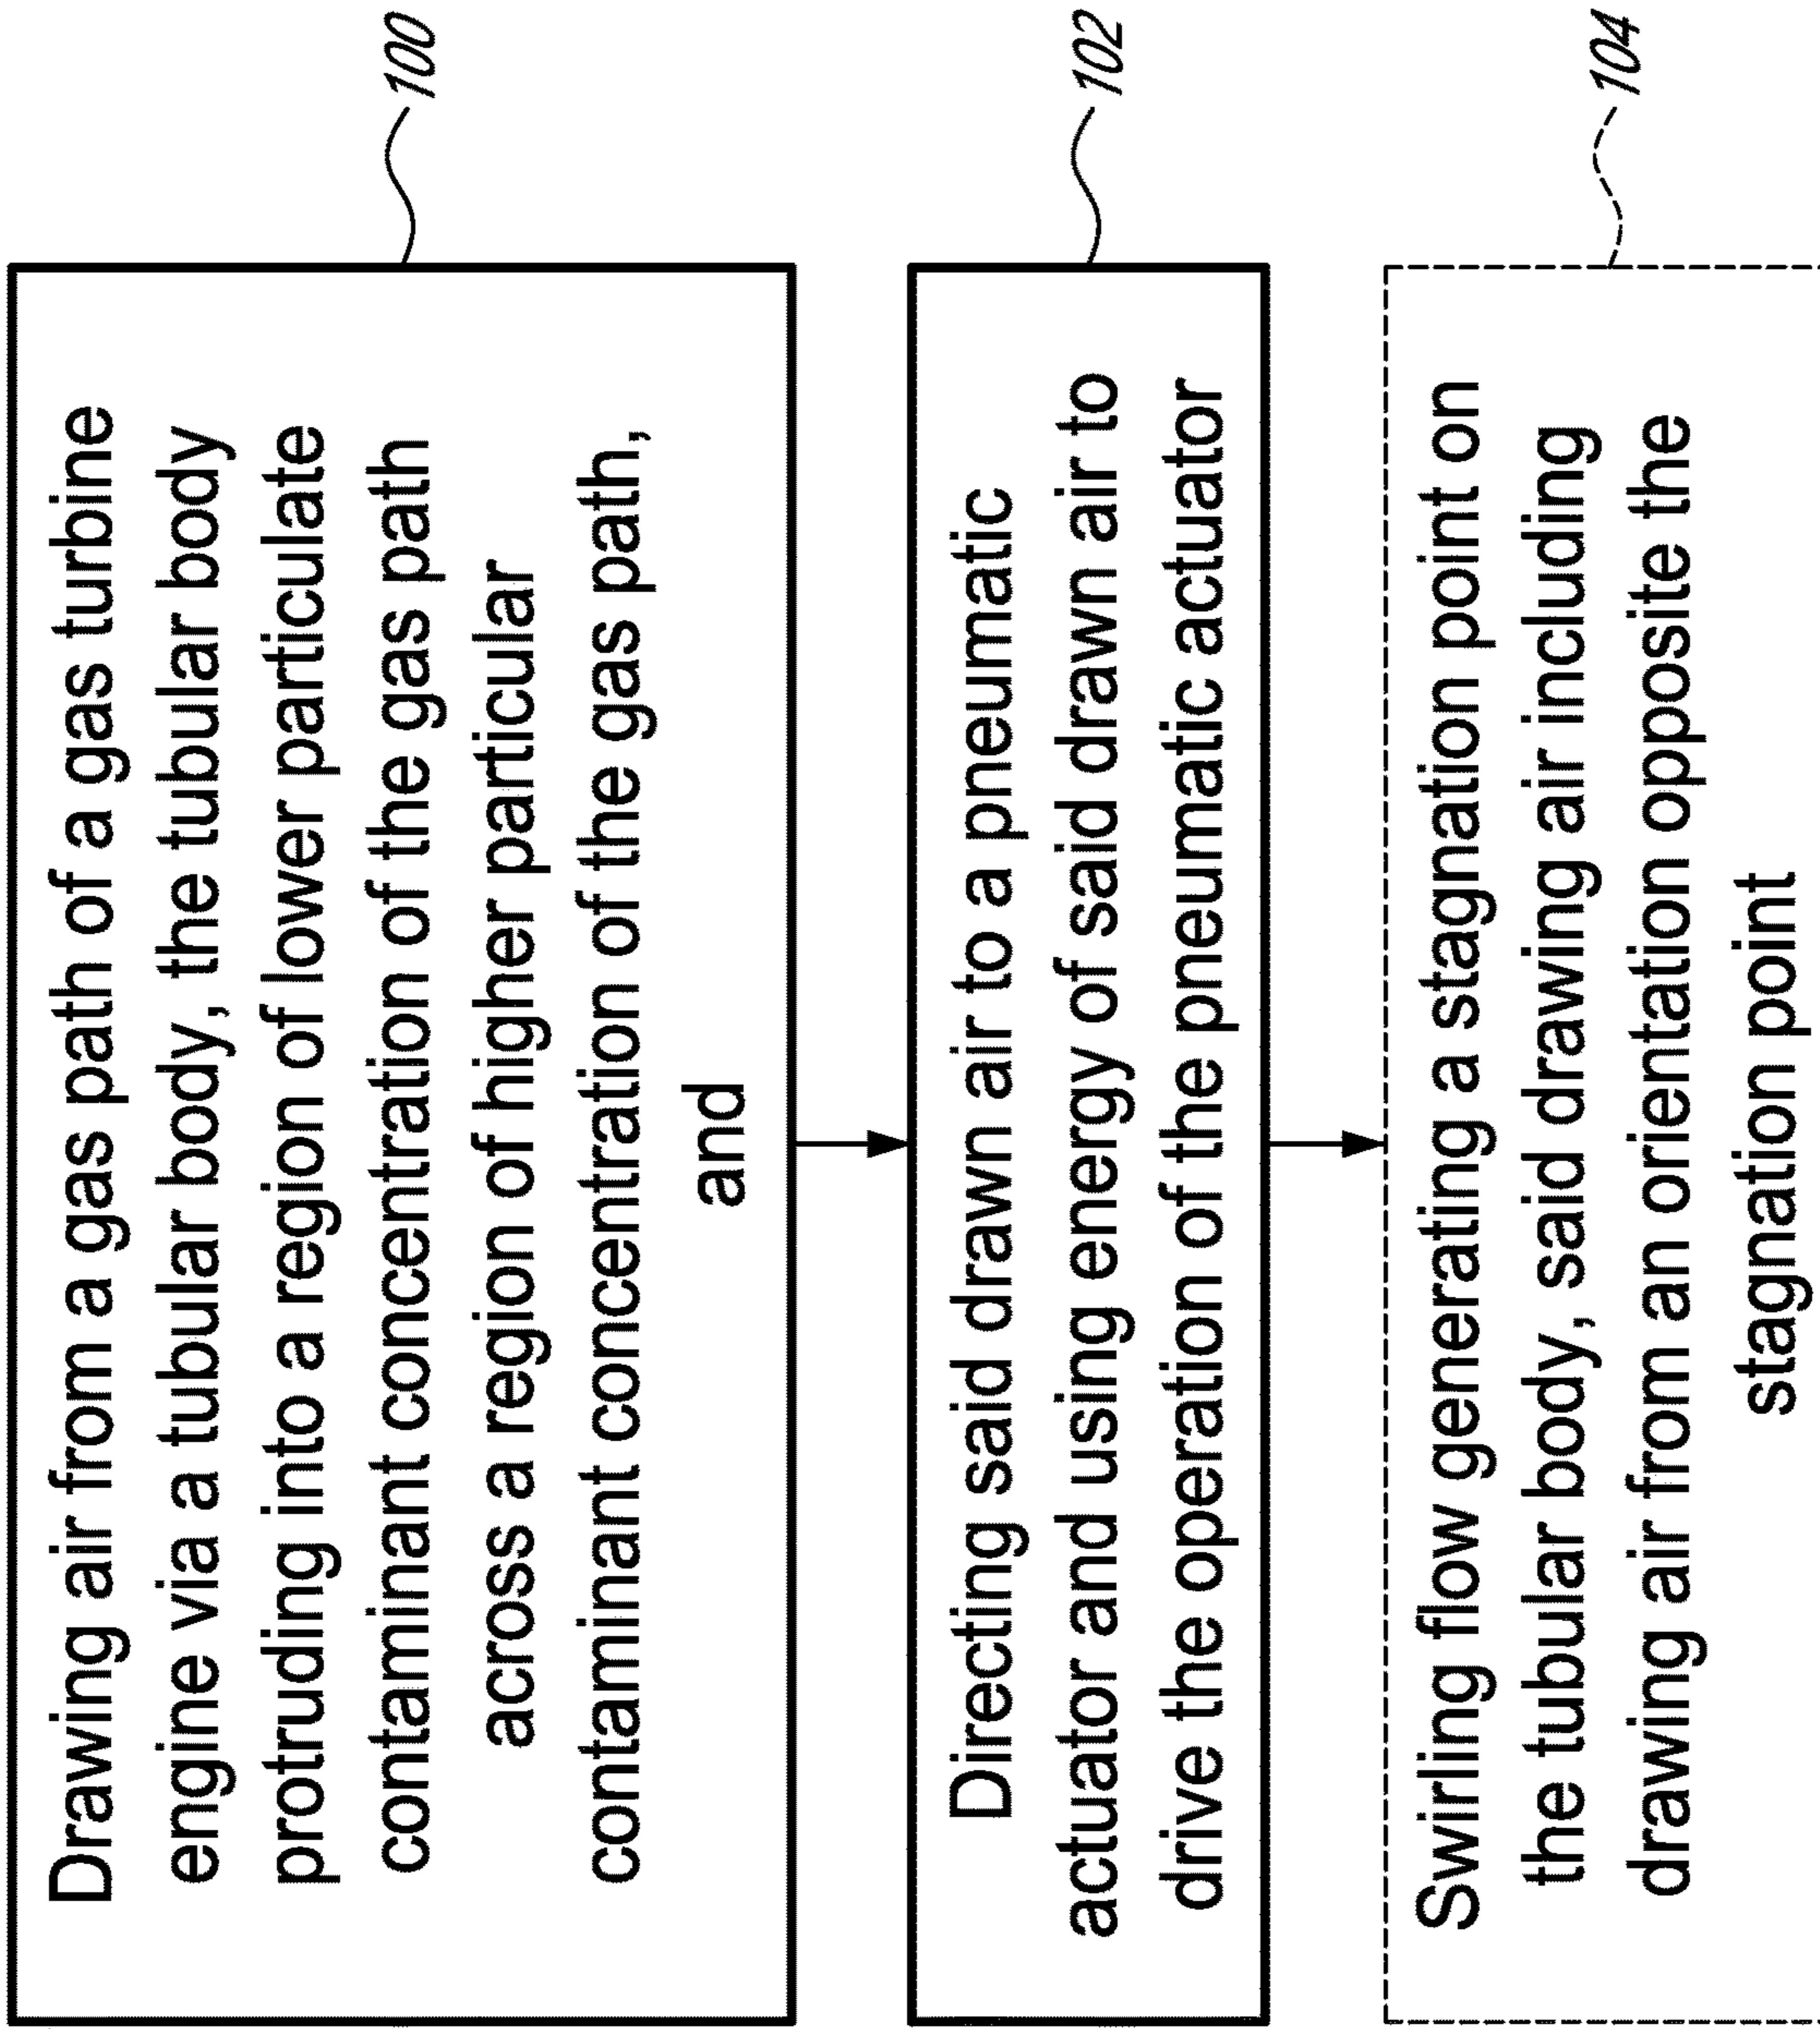 Drawing air from a gas path of a gas turbine
engine via a tubular body, the tubular body
protruding into a region of lower particulate
contaminant concentration of the gas path
across a region of higher particular
contaminant concentration of the gas path,
and
100
Directing said drawn air to a pneumatic
actuator and using energy of said drawn air to
drive the operation of the pneumatic actuator
102
Swirling flow generating a stagnation point on
the tubular body, said drawing air including
drawing air from an orientation opposite the
stagnation point
104